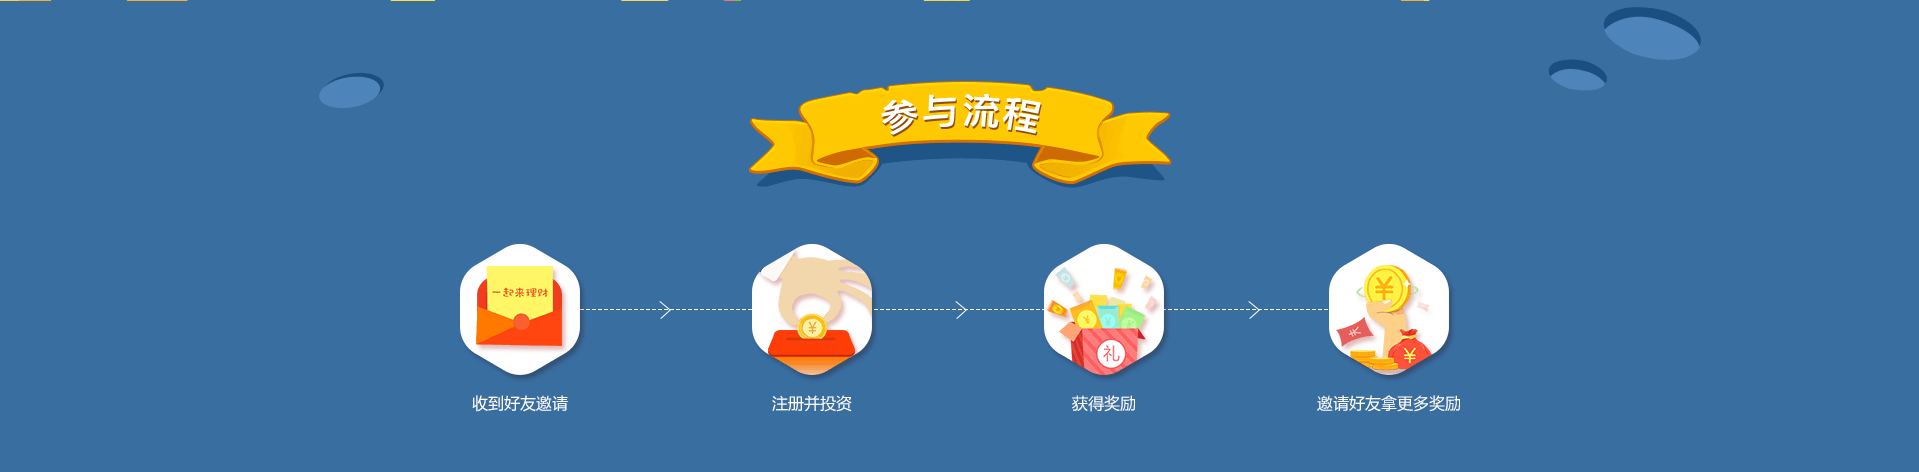 参与流程
一起来理财
¥
礼
¥
¥
收到好友邀请
注册并投资
获得奖励
邀请好友拿更多奖励